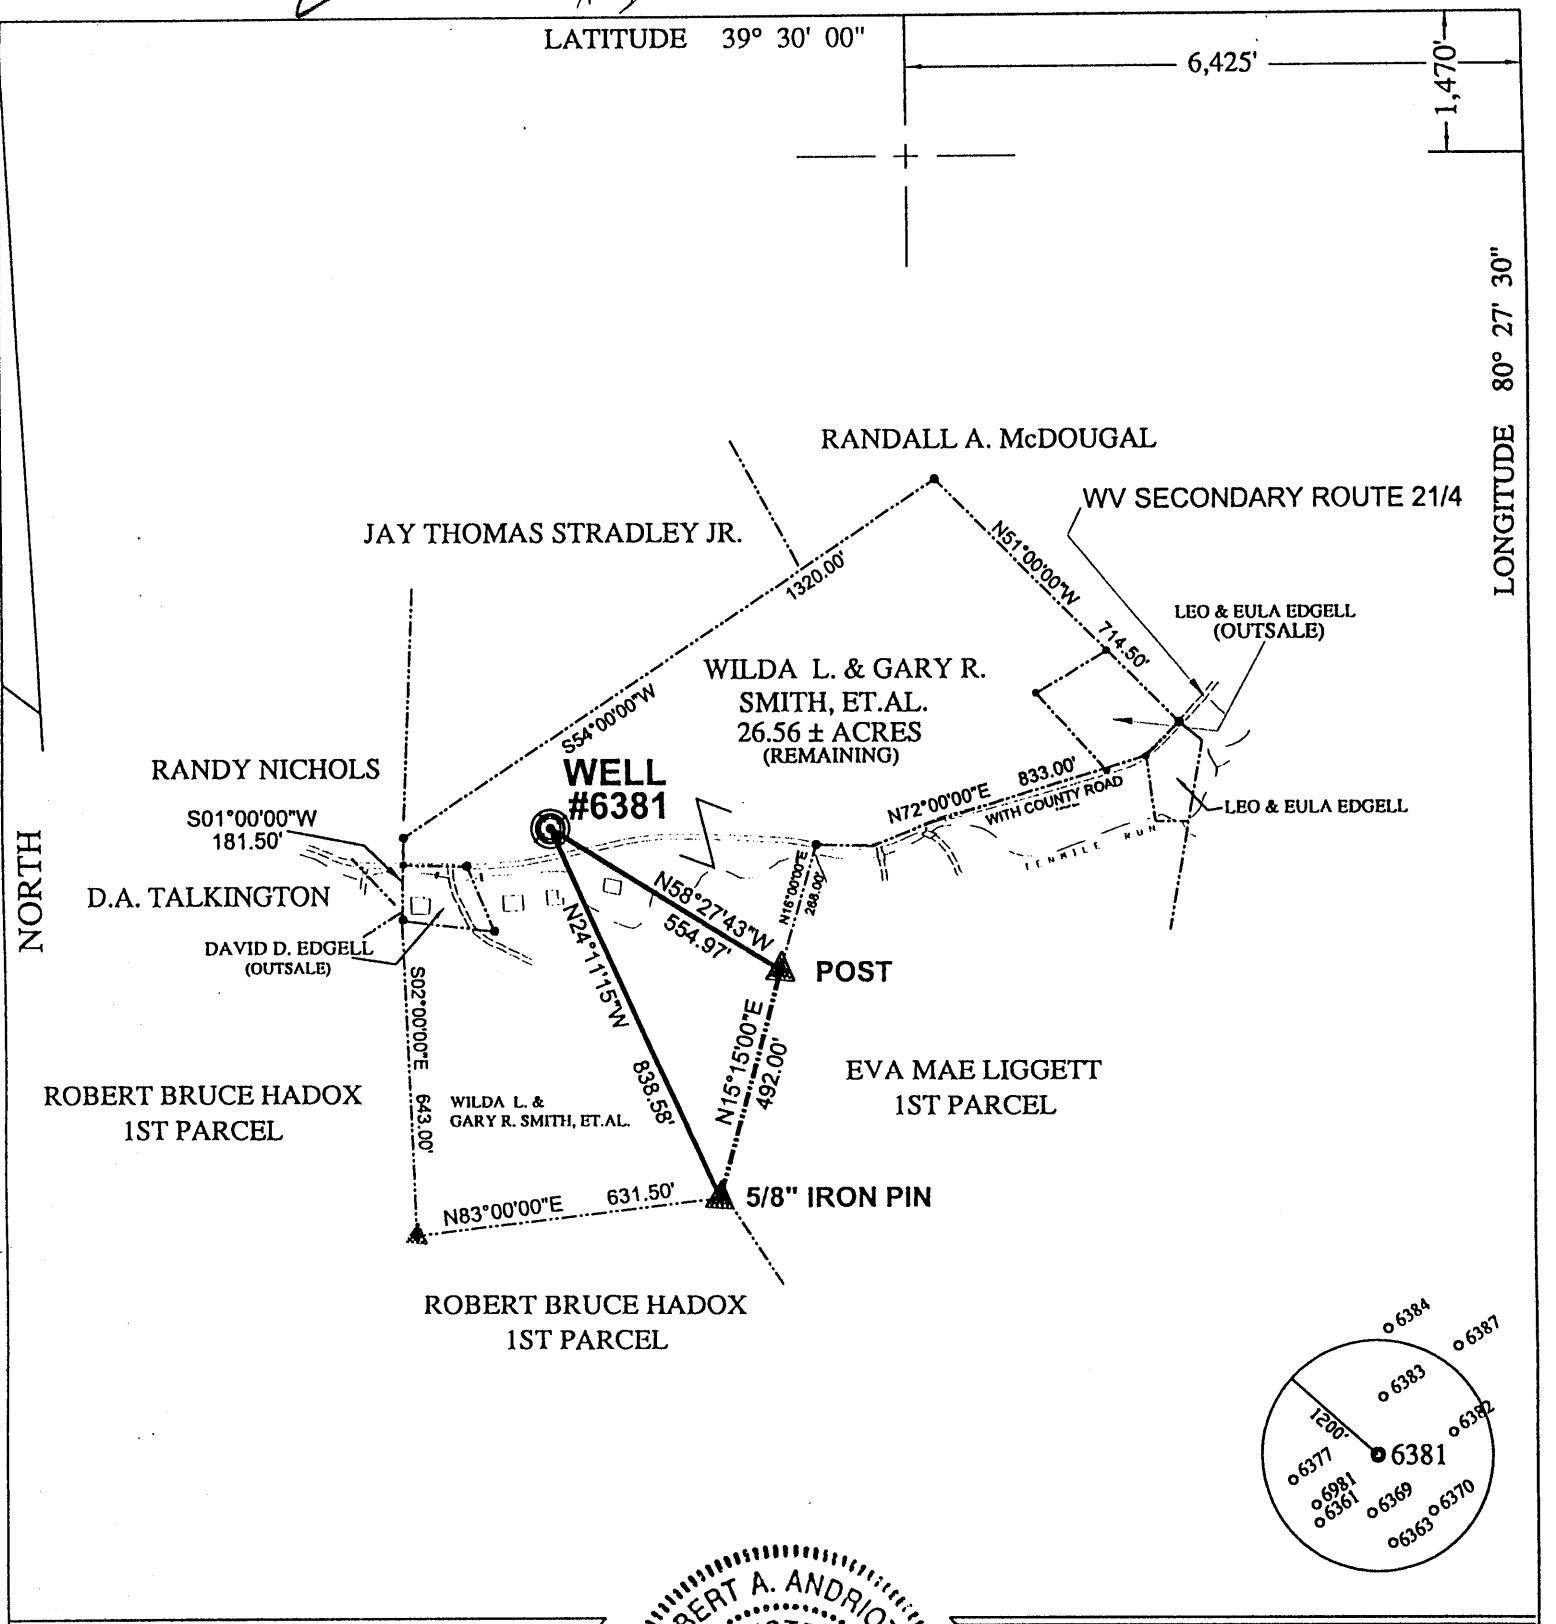 LATITUDE 39° 30' 00"
6,425'
1,470'
LONGITUDE 80° 27' 30"
RANDALL A. McDOUGAL
WV SECONDARY ROUTE 21/4
JAY THOMAS STRADLEY JR.
N51°00'00"W
714.50'
1320.00'
S54°00'00"W
LEO & EULA EDGELL
(OUTSALE)
WILDA L. & GARY R.
SMITH, ET.AL.
26.56 ± ACRES
(REMAINING)
RANDY NICHOLS
WELL
#6381
S01°00'00"W
181.50'
N72°00'00"E 833.00'
WITH COUNTY ROAD
LEO & EULA EDGELL
TENMILE RUN
NORTH
D.A. TALKINGTON
DAVID D. EDGELL
(OUTSALE)
N58°27'43"W
554.97'
N16°00'00"E
268.00'
POST
N24°11'15"W
838.58'
S02°00'00"E 643.00'
N15°15'00"E
492.00'
EVA MAE LIGGETT
1ST PARCEL
ROBERT BRUCE HADOX
1ST PARCEL
WILDA L. &
GARY R. SMITH, ET.AL.
N83°00'00"E 631.50'
5/8" IRON PIN
ROBERT BRUCE HADOX
1ST PARCEL
6384
6387
6383
6382
1200'
6381
6377
6981
6361
6369
6370
6363
BERT A. ANDRIO